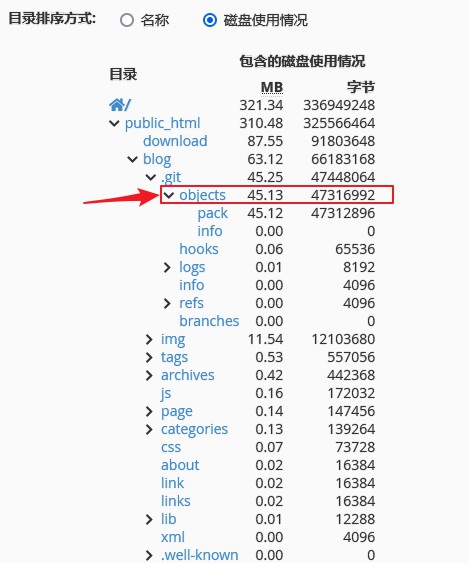 目录排序方式: 名称 磁盘使用情况
包含的磁盘使用情况
目录
MB 字节
/ 321.34 336949248
public_html 310.48 325566464
download 87.55 91803648
blog 63.12 66183168
.git 45.25 47448064
objects 45.13 47316992
pack 45.12 47312896
info 0.00 0
hooks 0.06 65536
logs 0.01 8192
info 0.00 4096
refs 0.00 4096
branches 0.00 0
img 11.54 12103680
tags 0.53 557056
archives 0.42 442368
js 0.16 172032
page 0.14 147456
categories 0.13 139264
css 0.07 73728
about 0.02 16384
link 0.02 16384
links 0.02 16384
lib 0.01 12288
xml 0.00 4096
.well-known 0.00 0